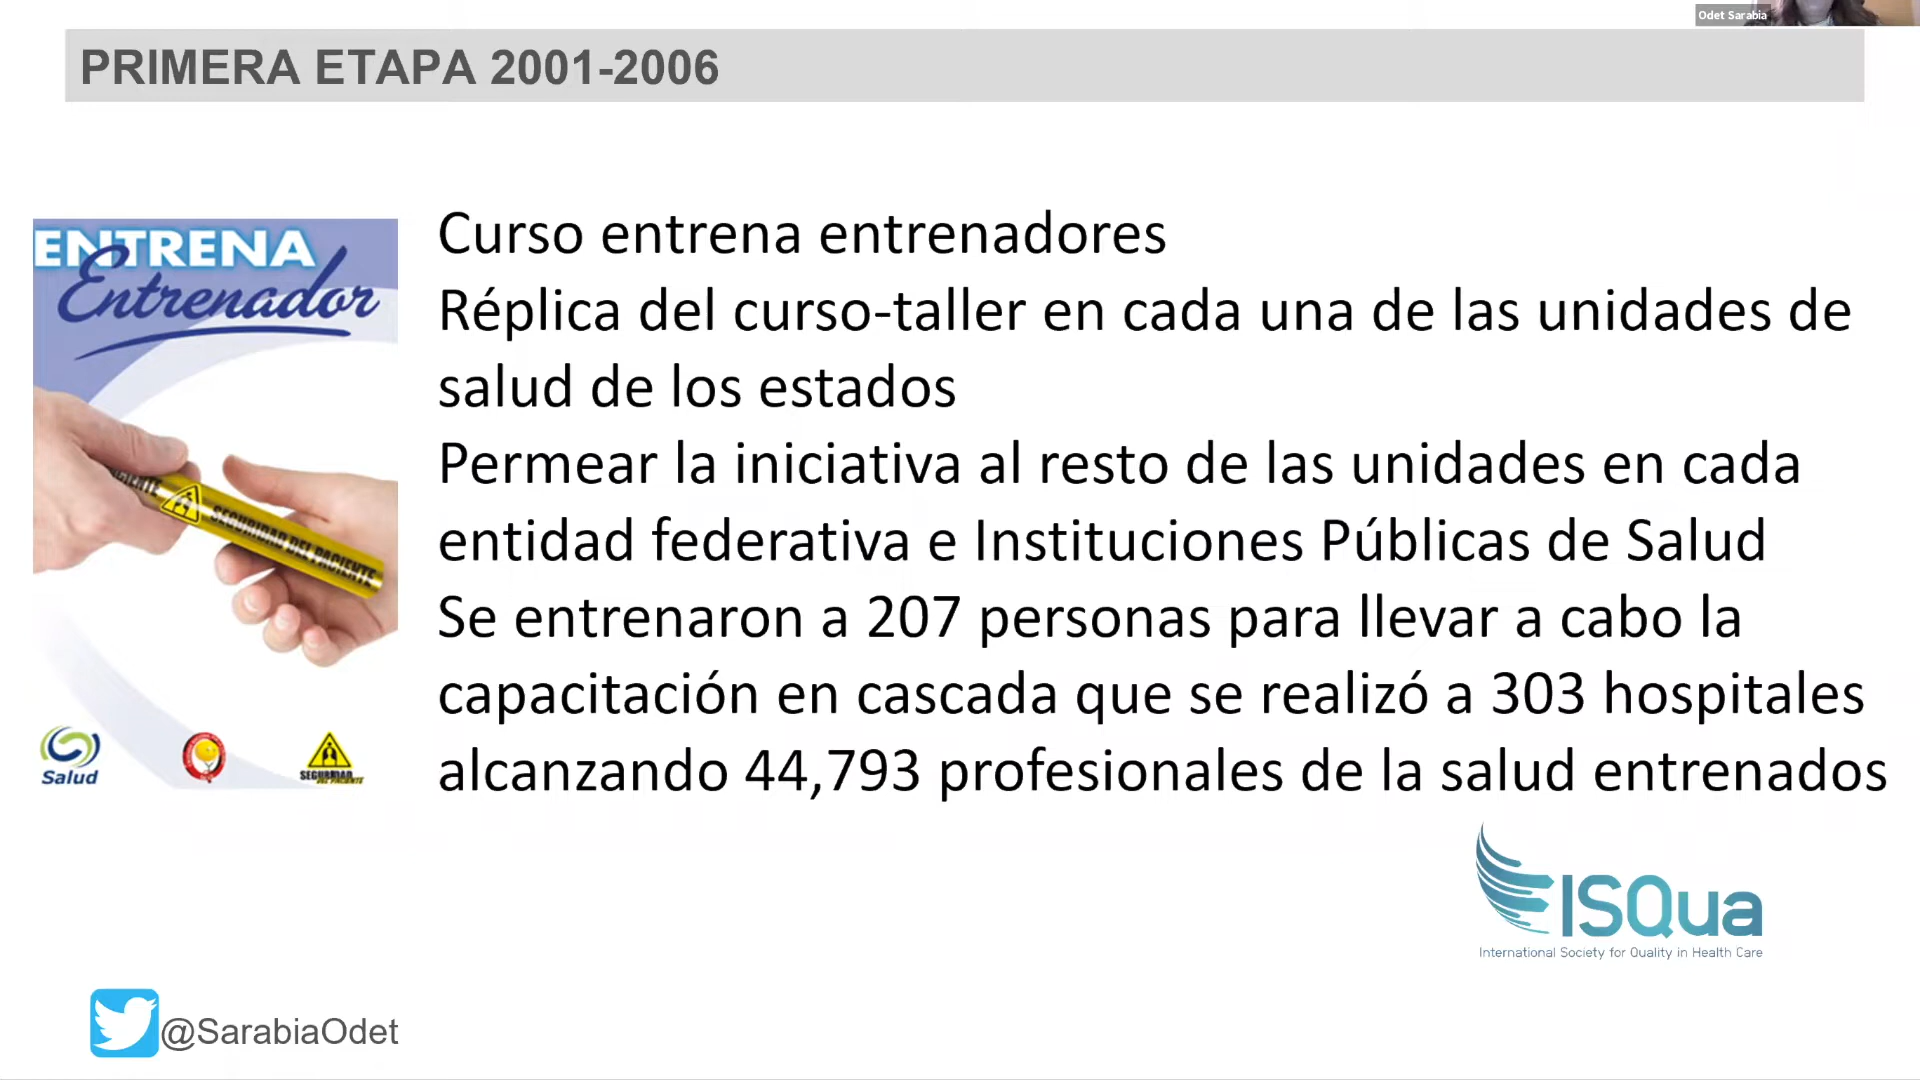 Odet Sarabia
PRIMERA ETAPA 2001-2006
ENTRENA
Entrenador
SEGURIDAD DEL PACIENTE
Salud
SEGURIDAD
DEL PACIENTE
Curso entrena entrenadores
Réplica del curso-taller en cada una de las unidades de
salud de los estados
Permear la iniciativa al resto de las unidades en cada
entidad federativa e Instituciones Públicas de Salud
Se entrenaron a 207 personas para llevar a cabo la
capacitación en cascada que se realizó a 303 hospitales
alcanzando 44,793 profesionales de la salud entrenados
ISQua
International Society for Quality in Health Care
@SarabiaOdet